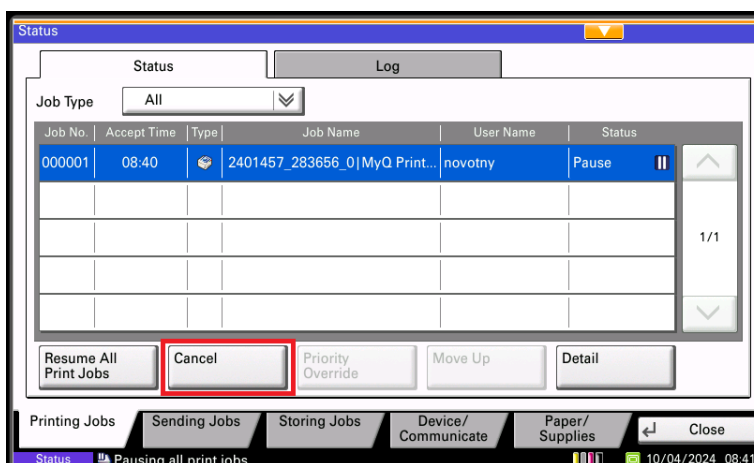 Status
Status
Log
Job Type
All
Job No. Accept Time Type Job Name User Name Status
000001 08:40 2401457_283656_0|MyQ Print... novotny Pause
1/1
Resume All
Print Jobs
Cancel
Priority
Override
Move Up
Detail
Printing Jobs
Sending Jobs
Storing Jobs
Device/
Communicate
Paper/
Supplies
Close
Status
Pausing all print jobs.
10/04/2024 08:41